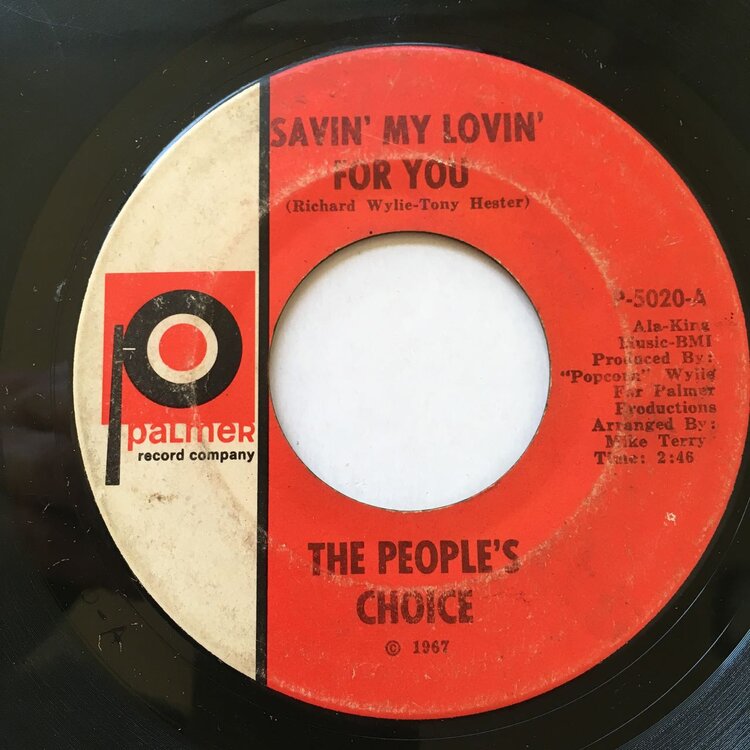 SAVIN' MY LOVIN'
FOR YOU
(Richard Wylie-Tony Hester)
P-5020-A
Ala-King
Music-BMI
Produced By:
"Popcorn" Wylie
For Palmer
Productions
Arranged By:
Mike Terry
Time: 2:46
paLmeR
record company
THE PEOPLE'S
CHOICE
© 1967